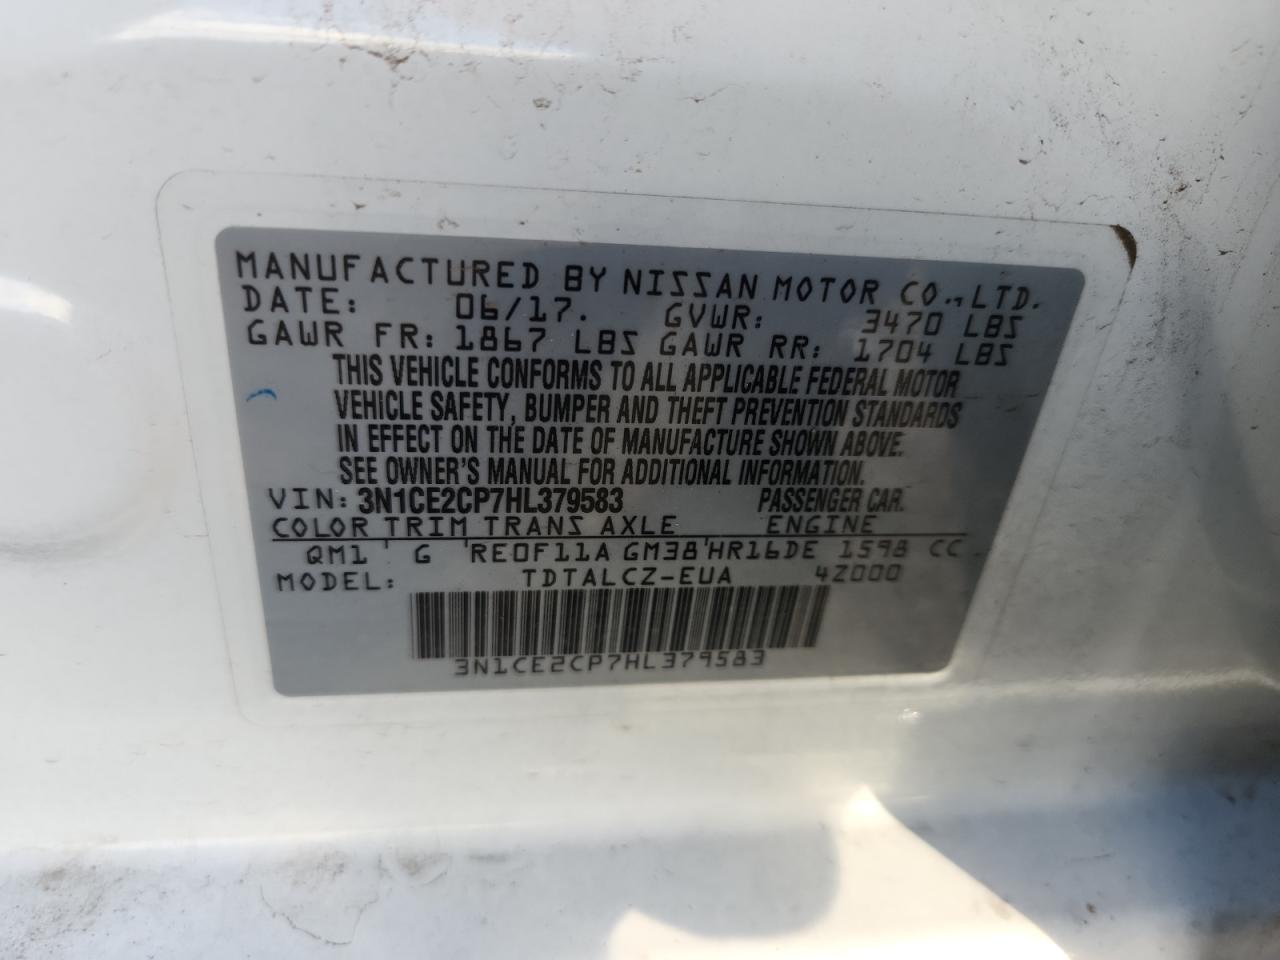 MANUFACTURED BY NISSAN MOTOR CO., LTD.
DATE: 06/17. GVWR: 3470 LBS
GAWR FR: 1867 LBS GAWR RR: 1704 LBS
THIS VEHICLE CONFORMS TO ALL APPLICABLE FEDERAL MOTOR
VEHICLE SAFETY, BUMPER AND THEFT PREVENTION STANDARDS
IN EFFECT ON THE DATE OF MANUFACTURE SHOWN ABOVE.
SEE OWNER'S MANUAL FOR ADDITIONAL INFORMATION.
VIN: 3N1CE2CP7HL379583 PASSENGER CAR.
COLOR TRIM TRANS AXLE ENGINE
QM1 ' G 'RE0F11A GM38'HR16DE 1598 CC
MODEL: TDTALCZ-EUA 4Z000
3N1CE2CP7HL379583